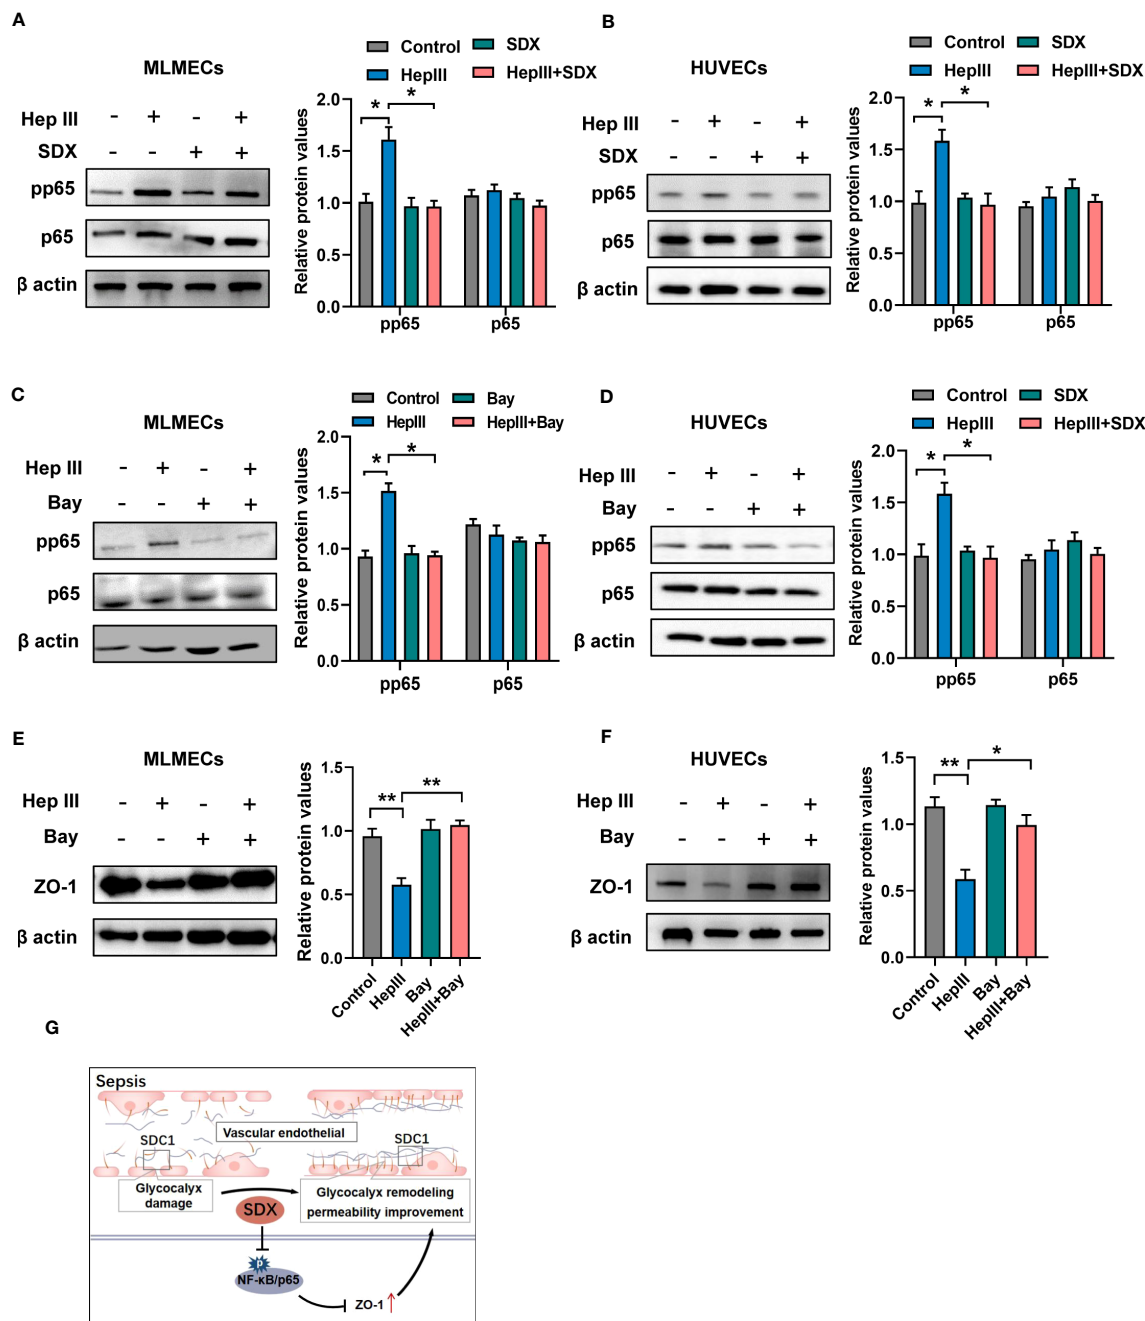 A
MLMECs
Control
SDX
HepIII
HepIII+SDX
Hep III - + - +
SDX - - + +
pp65
p65
β actin
Relative protein values
2.0
1.5
1.0
0.5
0.0
* *
pp65 p65
B
HUVECs
Control
SDX
HepIII
HepIII+SDX
Hep III - + - +
SDX - - + +
pp65
p65
β actin
Relative protein values
2.0
1.5
1.0
0.5
0.0
* *
pp65 p65
C
MLMECs
Control
Bay
HepIII
HepIII+Bay
Hep III - + - +
Bay - - + +
pp65
p65
β actin
Relative protein values
2.0
1.5
1.0
0.5
0.0
* *
pp65 p65
D
HUVECs
Control
SDX
HepIII
HepIII+SDX
Hep III - + - +
Bay - - + +
pp65
p65
β actin
Relative protein values
2.0
1.5
1.0
0.5
0.0
* *
pp65 p65
E
MLMECs
Hep III - + - +
Bay - - + +
ZO-1
β actin
Relative protein values
1.5
1.0
0.5
0.0
** **
Control
HepIII
Bay
HepIII+Bay
F
HUVECs
Hep III - + - +
Bay - - + +
ZO-1
β actin
Relative protein values
1.5
1.0
0.5
0.0
** *
Control
HepIII
Bay
HepIII+Bay
G
Sepsis
Vascular endothelial
SDC1
SDC1
Glycocalyx
damage
Glycocalyx remodeling
permeability improvement
SDX
P
NF-κB/p65
ZO-1